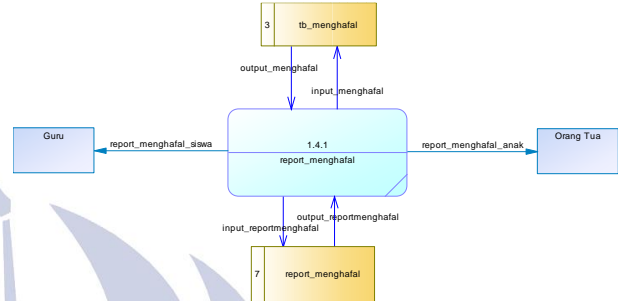 3 tb_menghafal
output_menghafal
input_menghafal
Guru
report_menghafal_siswa
1.4.1
report_menghafal
report_menghafal_anak
Orang Tua
output_reportmenghafal
input_reportmenghafal
7 report_menghafal